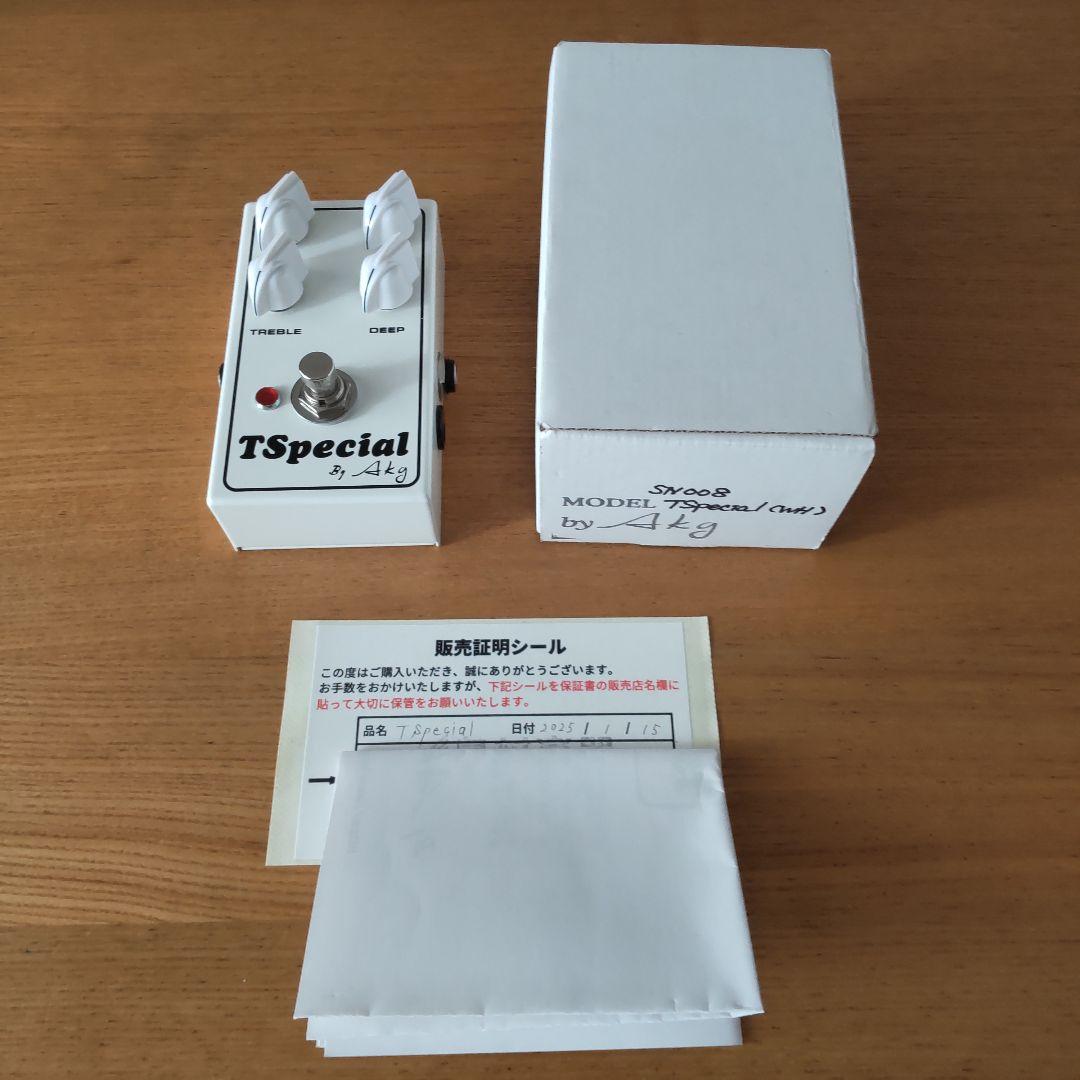 TREBLE DEEP
TSpecial
By Akg
SN008
MODEL TSpecial (WH)
by Akg
販売証明シール
この度はご購入いただき、誠にありがとうございます。
お手数をおかけいたしますが、下記シールを保証書の販売店名欄に
貼って大切に保管をお願いいたします。
品名 TSpecial 日付 2025 / 1 / 15